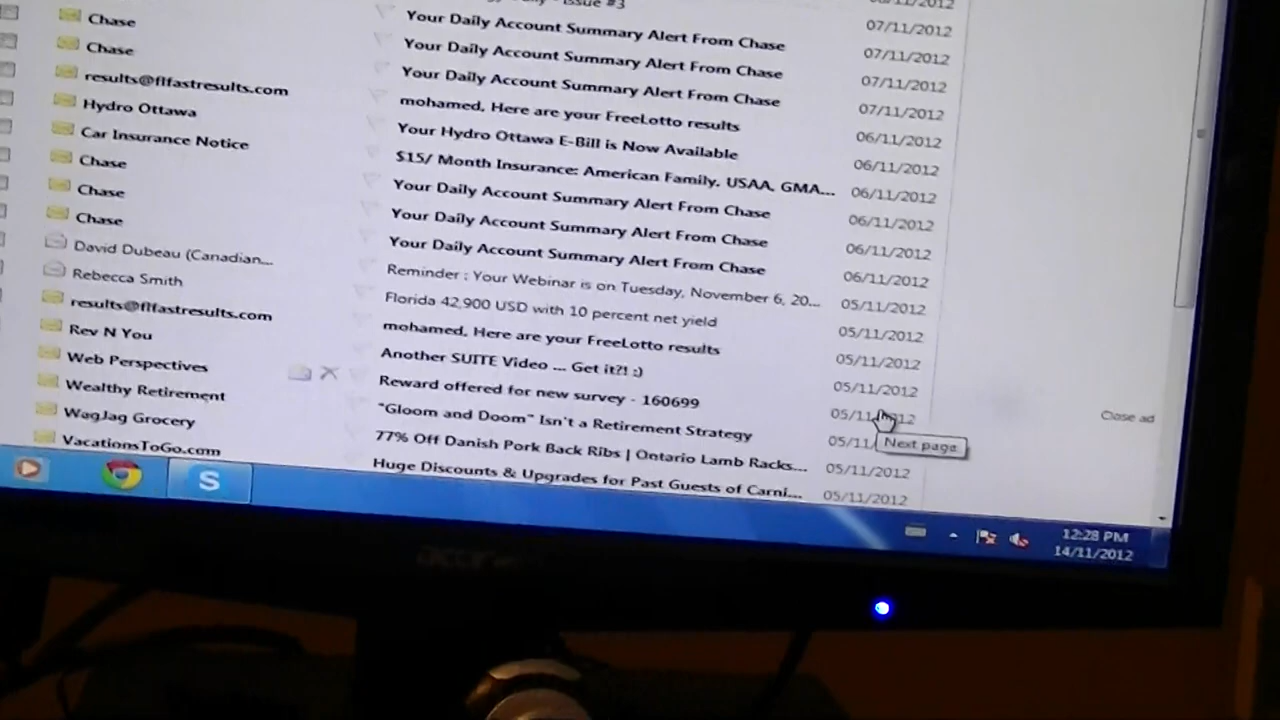 Issue #3 07/11/2012
Your Daily Account Summary Alert From Chase 07/11/2012
Chase Your Daily Account Summary Alert From Chase 07/11/2012
Chase Your Daily Account Summary Alert From Chase 07/11/2012
results@flfastresults.com mohamed, Here are your FreeLotto results 06/11/2012
Hydro Ottawa Your Hydro Ottawa E-Bill is Now Available 06/11/2012
Car Insurance Notice $15/ Month Insurance: American Family, USAA, GMA... 06/11/2012
Chase Your Daily Account Summary Alert From Chase 06/11/2012
Chase Your Daily Account Summary Alert From Chase 06/11/2012
Chase Your Daily Account Summary Alert From Chase 06/11/2012
David Dubeau (Canadian... Reminder : Your Webinar is on Tuesday, November 6, 20... 05/11/2012
Rebecca Smith Florida 42,900 USD with 10 percent net yield 05/11/2012
results@flfastresults.com mohamed, Here are your FreeLotto results 05/11/2012
Rev N You Another SUITE Video ... Get it?! :) 05/11/2012
Web Perspectives Reward offered for new survey - 160699 05/11/2012
Wealthy Retirement "Gloom and Doom" Isn't a Retirement Strategy 05/11
WagJag Grocery 77% Off Danish Pork Back Ribs | Ontario Lamb Racks... 05/11/2012
VacationsToGo.com Huge Discounts & Upgrades for Past Guests of Carni... 05/11/2012
Close ad
Next page
S
12:28 PM
14/11/2012
acer